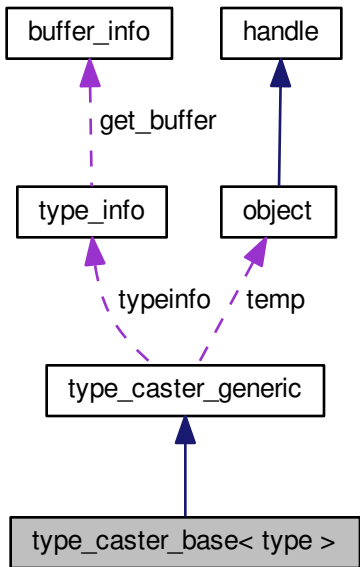 buffer_info
handle
get_buffer
type_info
object
typeinfo
temp
type_caster_generic
type_caster_base< type >